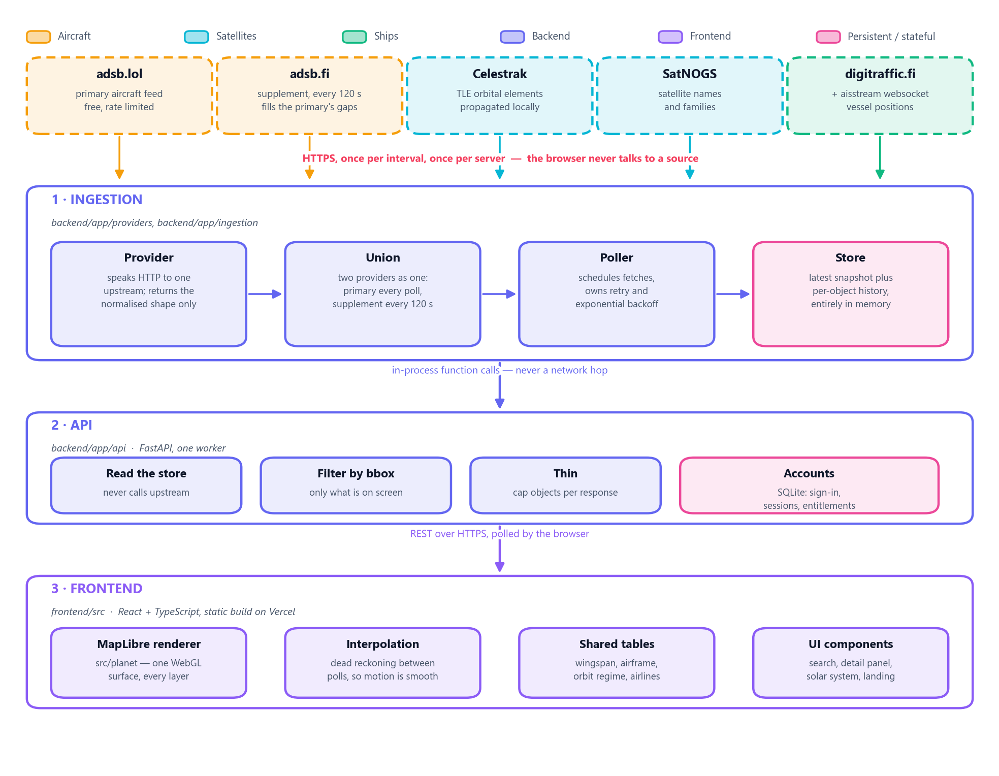 Aircraft
Satellites
Ships
Backend
Frontend
Persistent / stateful
adsb.lol
primary aircraft feed
free, rate limited
adsb.fi
supplement, every 120 s
fills the primary's gaps
Celestrak
TLE orbital elements
propagated locally
SatNOGS
satellite names
and families
digitraffic.fi
+ aisstream websocket
vessel positions
HTTPS, once per interval, once per server — the browser never talks to a source
1 · INGESTION
backend/app/providers, backend/app/ingestion
Provider
speaks HTTP to one
upstream; returns the
normalised shape only
Union
two providers as one:
primary every poll,
supplement every 120 s
Poller
schedules fetches,
owns retry and
exponential backoff
Store
latest snapshot plus
per-object history,
entirely in memory
in-process function calls — never a network hop
2 · API
backend/app/api · FastAPI, one worker
Read the store
never calls upstream
Filter by bbox
only what is on screen
Thin
cap objects per response
Accounts
SQLite: sign-in,
sessions, entitlements
REST over HTTPS, polled by the browser
3 · FRONTEND
frontend/src · React + TypeScript, static build on Vercel
MapLibre renderer
src/planet — one WebGL
surface, every layer
Interpolation
dead reckoning between
polls, so motion is smooth
Shared tables
wingspan, airframe,
orbit regime, airlines
UI components
search, detail panel,
solar system, landing